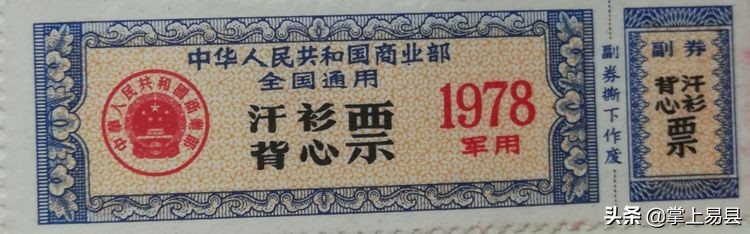 中华人民共和国商业部
全国通用
汗衫背心票
1978
军用
中华人民共和国商业部
副券撕下作废
副券
汗衫背心票
头条@掌上易县